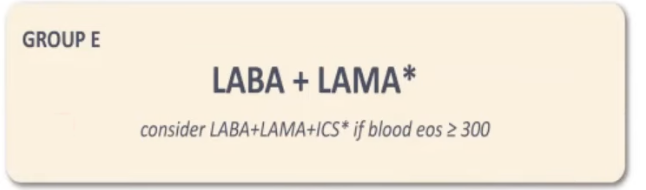 GROUP E
LABA + LAMA*
consider LABA+LAMA+ICS* if blood eos ≥ 300